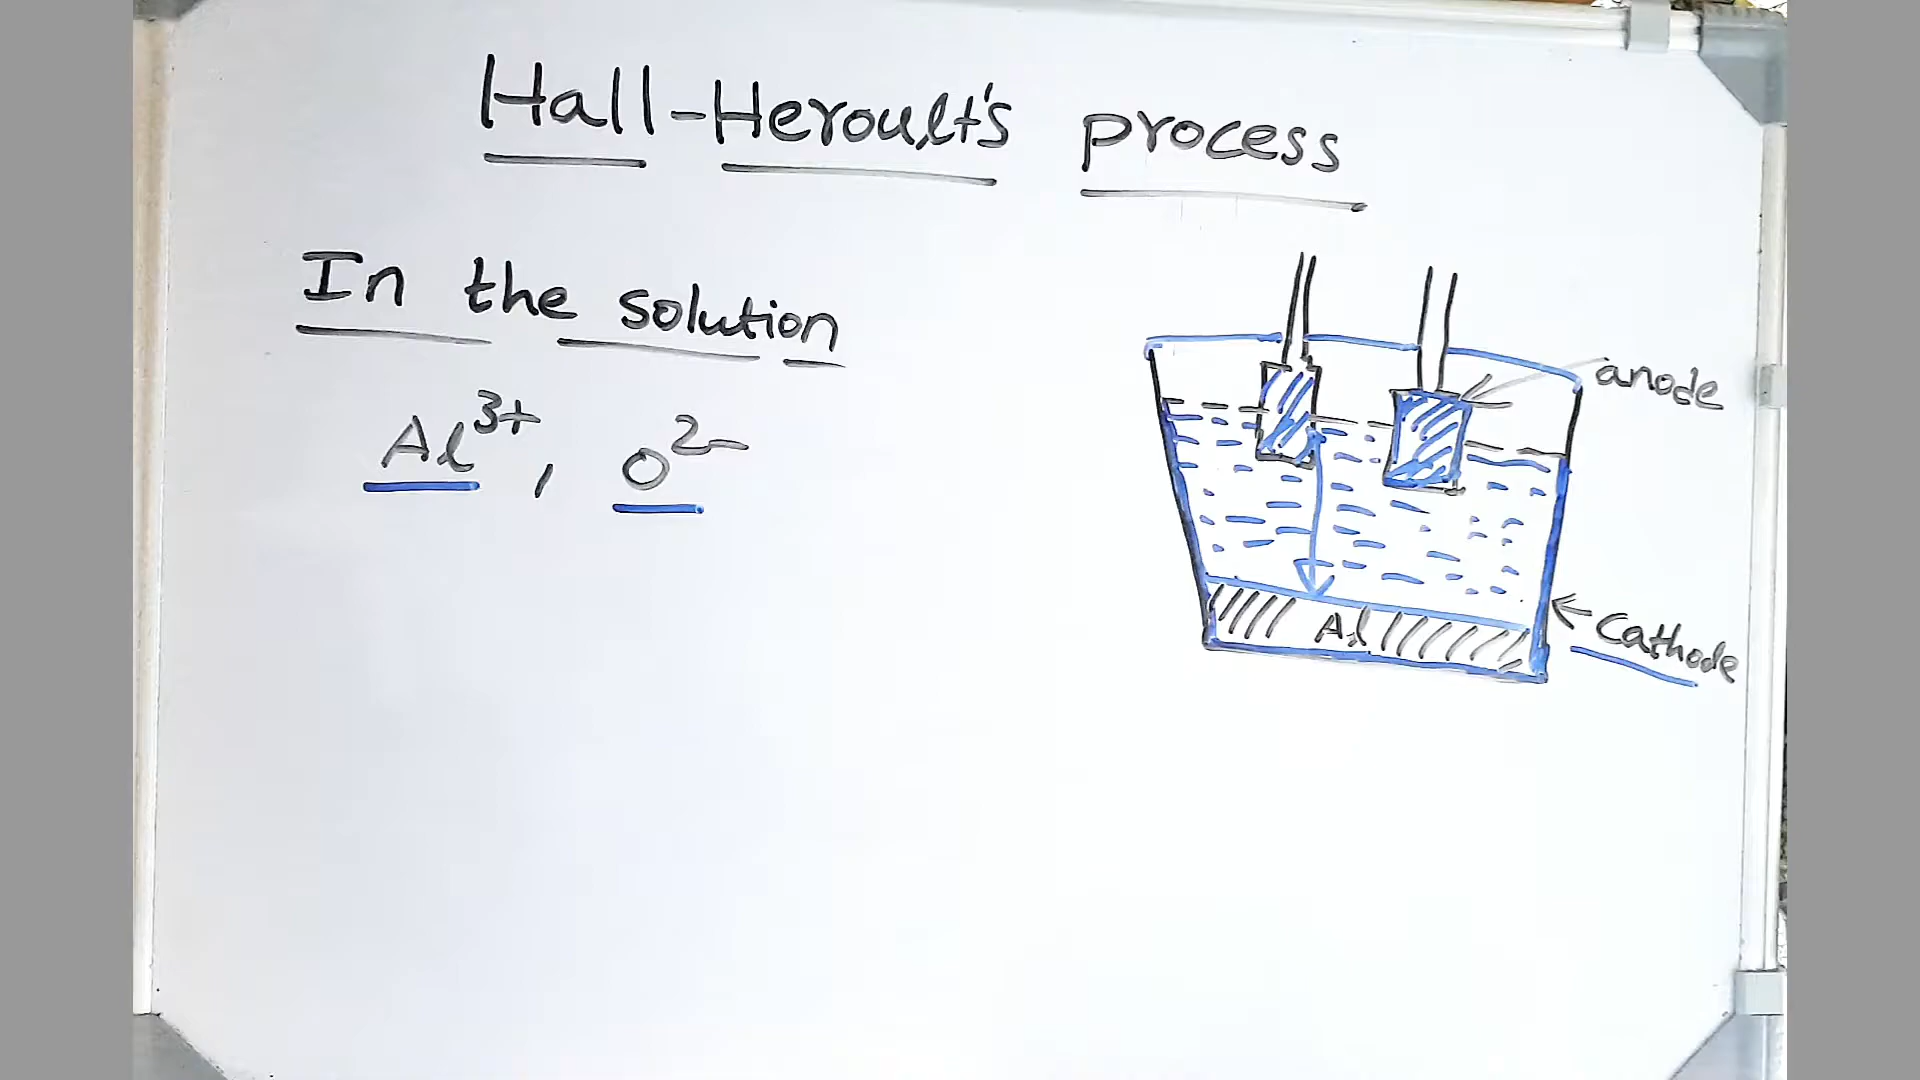 Hall-Heroult's process
In the solution
Al³⁺, O²⁻
anode
Al
Cathode